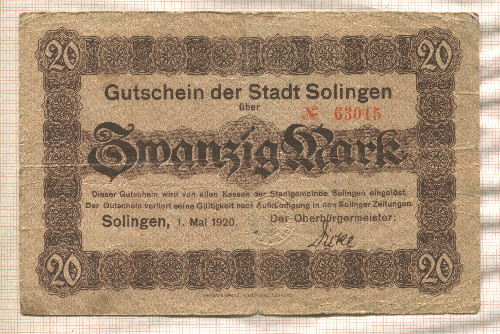 20 20
Gutschein der Stadt Solingen
über
№ 63015
Zwanzig Mark
Dieser Gutschein wird von allen Kassen der Stadtgemeinde Solingen eingelöst.
Der Gutschein verliert seine Gültigkeit nach Aufkündigung in den Solinger Zeitungen.
Solingen, 1. Mai 1920. Der Oberbürgermeister:
20 20